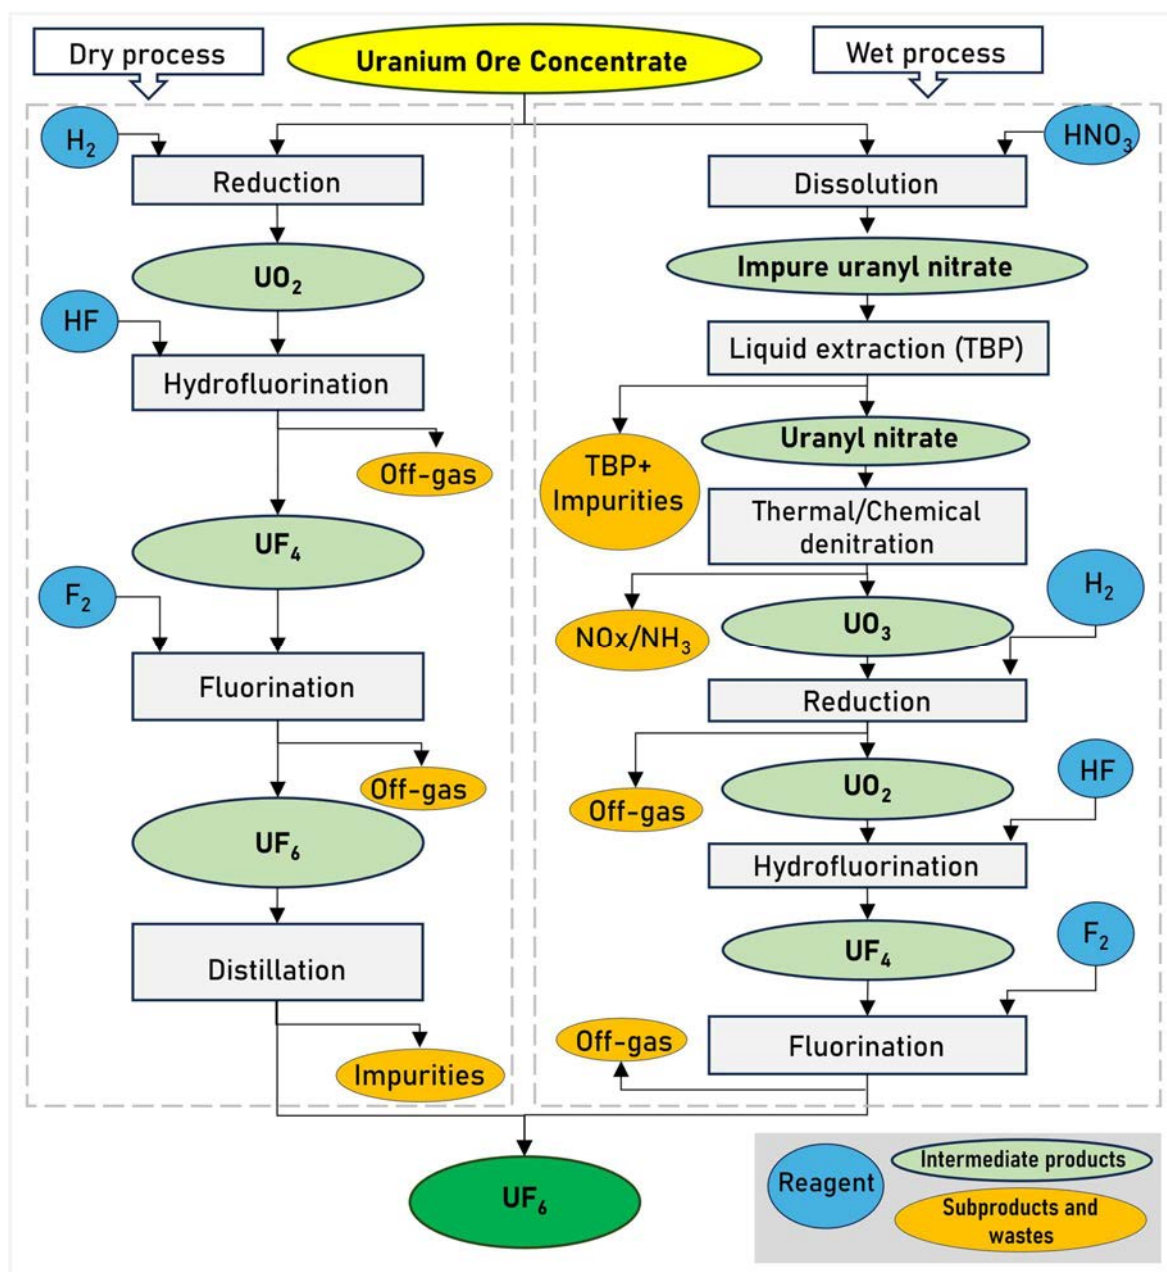 Dry process
Uranium Ore Concentrate
Wet process
H₂
Reduction
UO₂
HF
Hydrofluorination
Off-gas
UF₄
F₂
Fluorination
Off-gas
UF₆
Distillation
Impurities
HNO₃
Dissolution
Impure uranyl nitrate
Liquid extraction (TBP)
TBP+
Impurities
Uranyl nitrate
Thermal/Chemical
denitration
NOx/NH₃
UO₃
H₂
Reduction
Off-gas
UO₂
HF
Hydrofluorination
UF₄
F₂
Fluorination
Off-gas
UF₆
Reagent
Intermediate products
Subproducts and
wastes